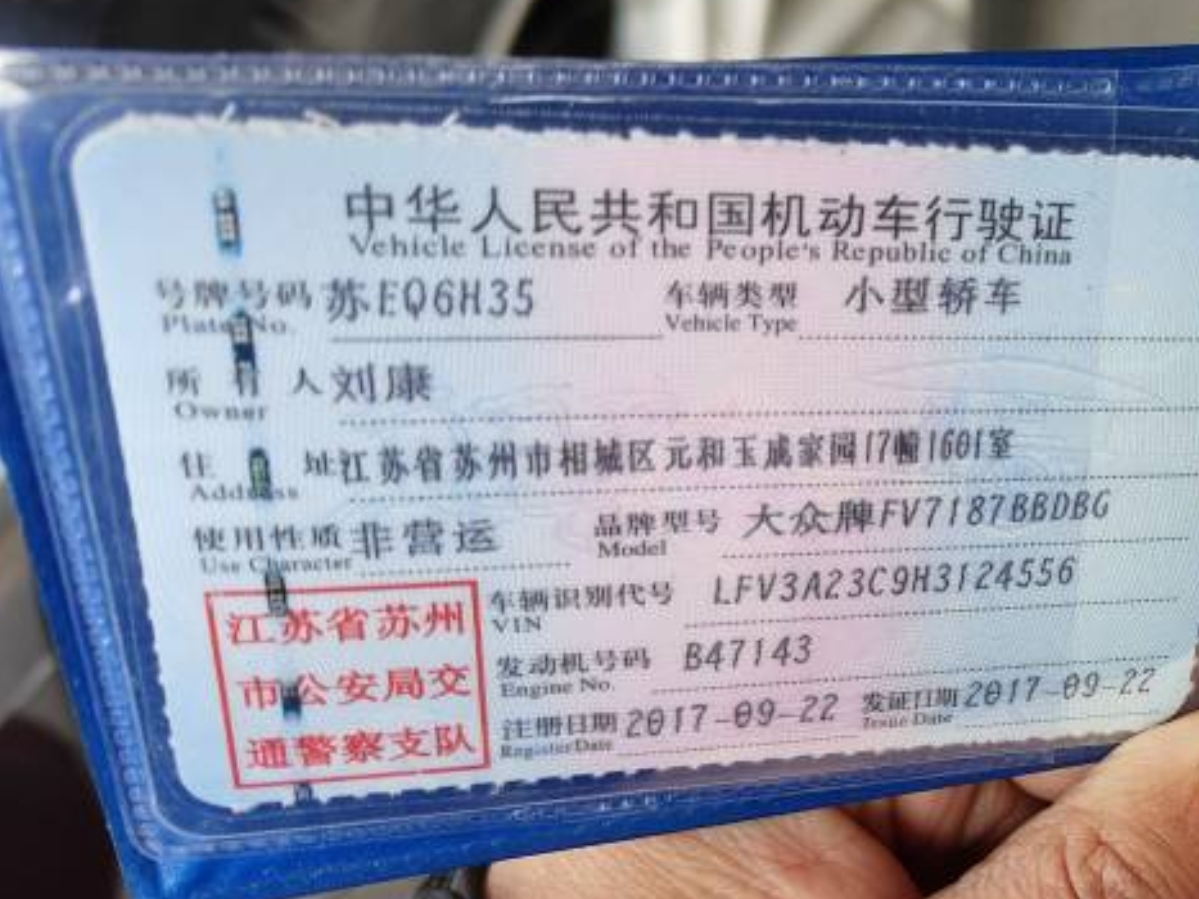 中华人民共和国机动车行驶证
Vehicle License of the People's Republic of China
号牌号码 苏EQ6H35 车辆类型 小型轿车
Plate No. Vehicle Type
所有人 刘康
Owner
住址 江苏省苏州市相城区元和玉成家园17幢1601室
Address
使用性质 非营运 品牌型号 大众牌FV7187BBDBG
Use Character Model
车辆识别代号 LFV3A23C9H3124556
VIN
发动机号码 B47143
Engine No.
注册日期 2017-09-22 发证日期 2017-09-22
Register Date Issue Date
江苏省苏州
市公安局交
通警察支队